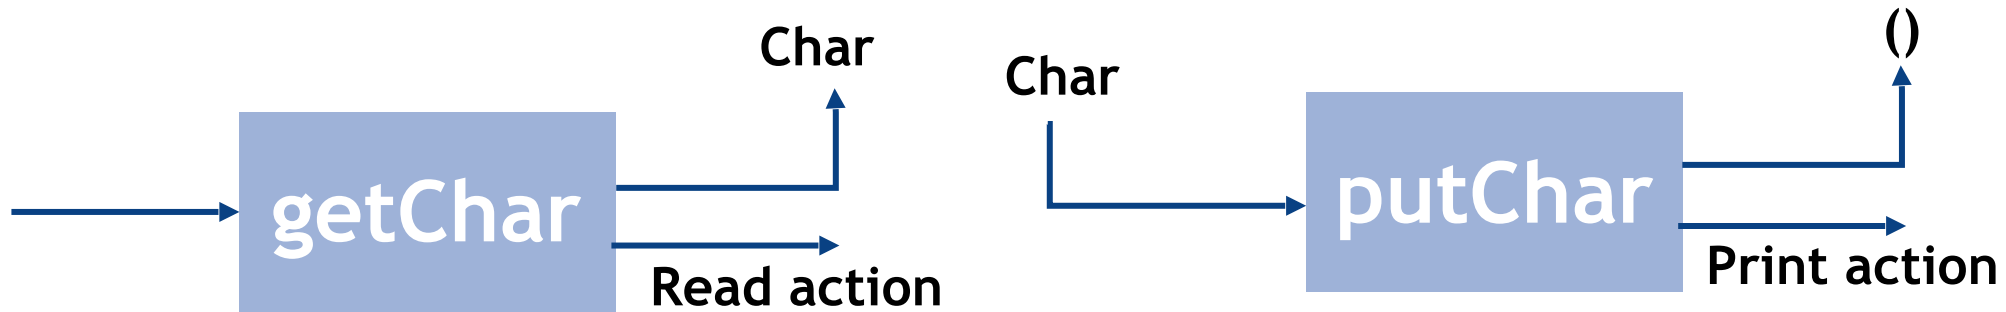 Char
getChar
Read action
Char
putChar
()
Print action